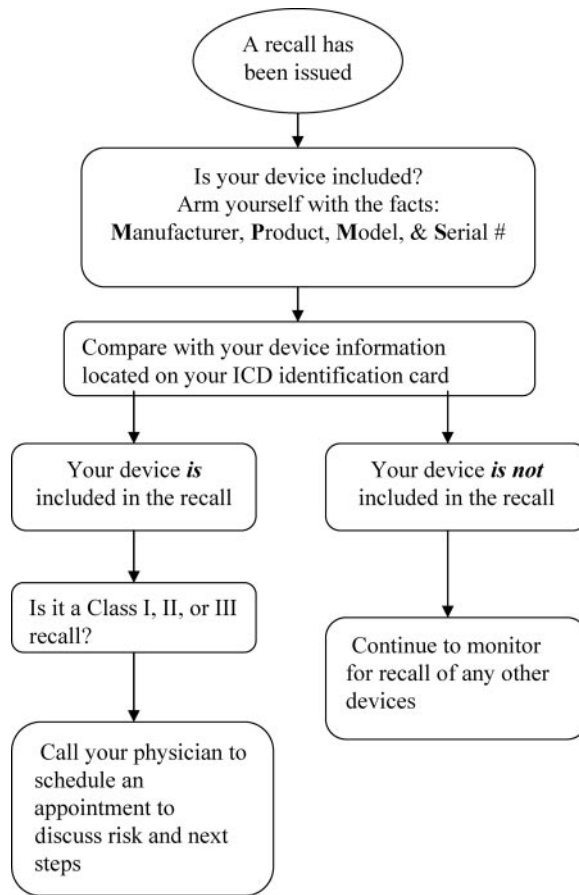 A recall has
been issued
Is your device included?
Arm yourself with the facts:
Manufacturer, Product, Model, & Serial #
Compare with your device information
located on your ICD identification card
Your device is
included in the recall
Your device is not
included in the recall
Is it a Class I, II, or III
recall?
Continue to monitor
for recall of any other
devices
Call your physician to
schedule an
appointment to
discuss risk and next
steps